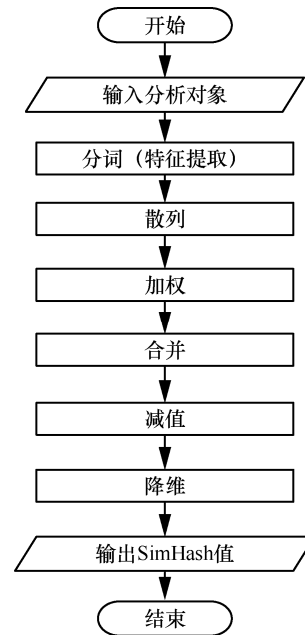 开始
输入分析对象
分词（特征提取）
散列
加权
合并
减值
降维
输出SimHash值
结束